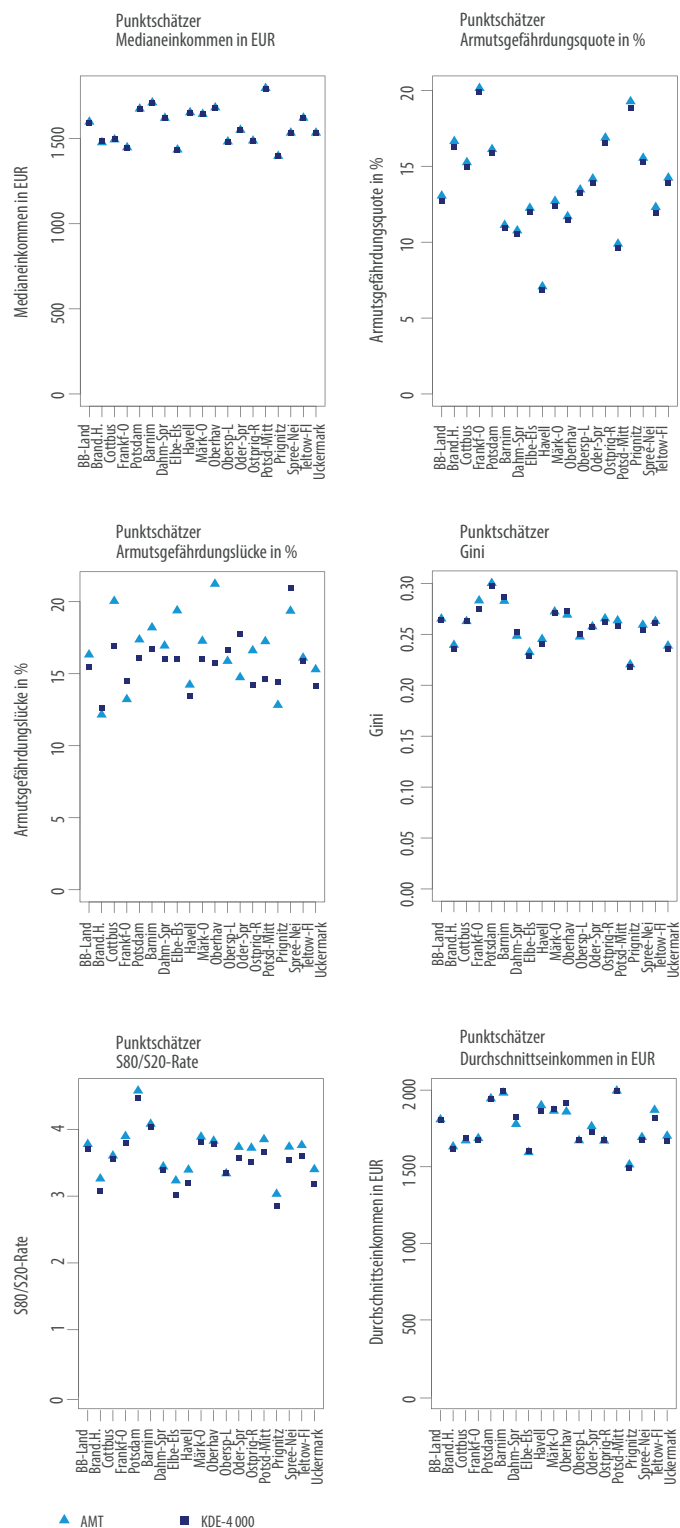 Punktschätzer
Medianeinkommen in EUR
Medianeinkommen in EUR
1 500
1 000
500
0
BB-Land
Brand.H.
Cottbus
Frankf-O
Potsdam
Barnim
Dahm-Spr
Elbe-Els
Havell
Märk-O
Oberhav
Obersp-L
Oder-Spr
Ostprig-R
Potsd-Mitt
Prignitz
Spree-Nei
Teltow-Fl
Uckermark
Punktschätzer
Armutsgefährdungsquote in %
Armutsgefährdungsquote in %
20
15
10
5
0
BB-Land
Brand.H.
Cottbus
Frankf-O
Potsdam
Barnim
Dahm-Spr
Elbe-Els
Havell
Märk-O
Oberhav
Obersp-L
Oder-Spr
Ostprig-R
Potsd-Mitt
Prignitz
Spree-Nei
Teltow-Fl
Uckermark
Punktschätzer
Armutsgefährdungslücke in %
Armutsgefährdungslücke in %
20
15
10
5
0
BB-Land
Brand.H.
Cottbus
Frankf-O
Potsdam
Barnim
Dahm-Spr
Elbe-Els
Havell
Märk-O
Oberhav
Obersp-L
Oder-Spr
Ostprig-R
Potsd-Mitt
Prignitz
Spree-Nei
Teltow-Fl
Uckermark
Punktschätzer
Gini
Gini
0.30
0.25
0.20
0.15
0.10
0.05
0.00
BB-Land
Brand.H.
Cottbus
Frankf-O
Potsdam
Barnim
Dahm-Spr
Elbe-Els
Havell
Märk-O
Oberhav
Obersp-L
Oder-Spr
Ostprig-R
Potsd-Mitt
Prignitz
Spree-Nei
Teltow-Fl
Uckermark
Punktschätzer
S80/S20-Rate
S80/S20-Rate
4
3
2
1
0
BB-Land
Brand.H.
Cottbus
Frankf-O
Potsdam
Barnim
Dahm-Spr
Elbe-Els
Havell
Märk-O
Oberhav
Obersp-L
Oder-Spr
Ostprig-R
Potsd-Mitt
Prignitz
Spree-Nei
Teltow-Fl
Uckermark
Punktschätzer
Durchschnittseinkommen in EUR
Durchschnittseinkommen in EUR
2 000
1 500
1 000
500
0
BB-Land
Brand.H.
Cottbus
Frankf-O
Potsdam
Barnim
Dahm-Spr
Elbe-Els
Havell
Märk-O
Oberhav
Obersp-L
Oder-Spr
Ostprig-R
Potsd-Mitt
Prignitz
Spree-Nei
Teltow-Fl
Uckermark
AMT
KDE-4 000